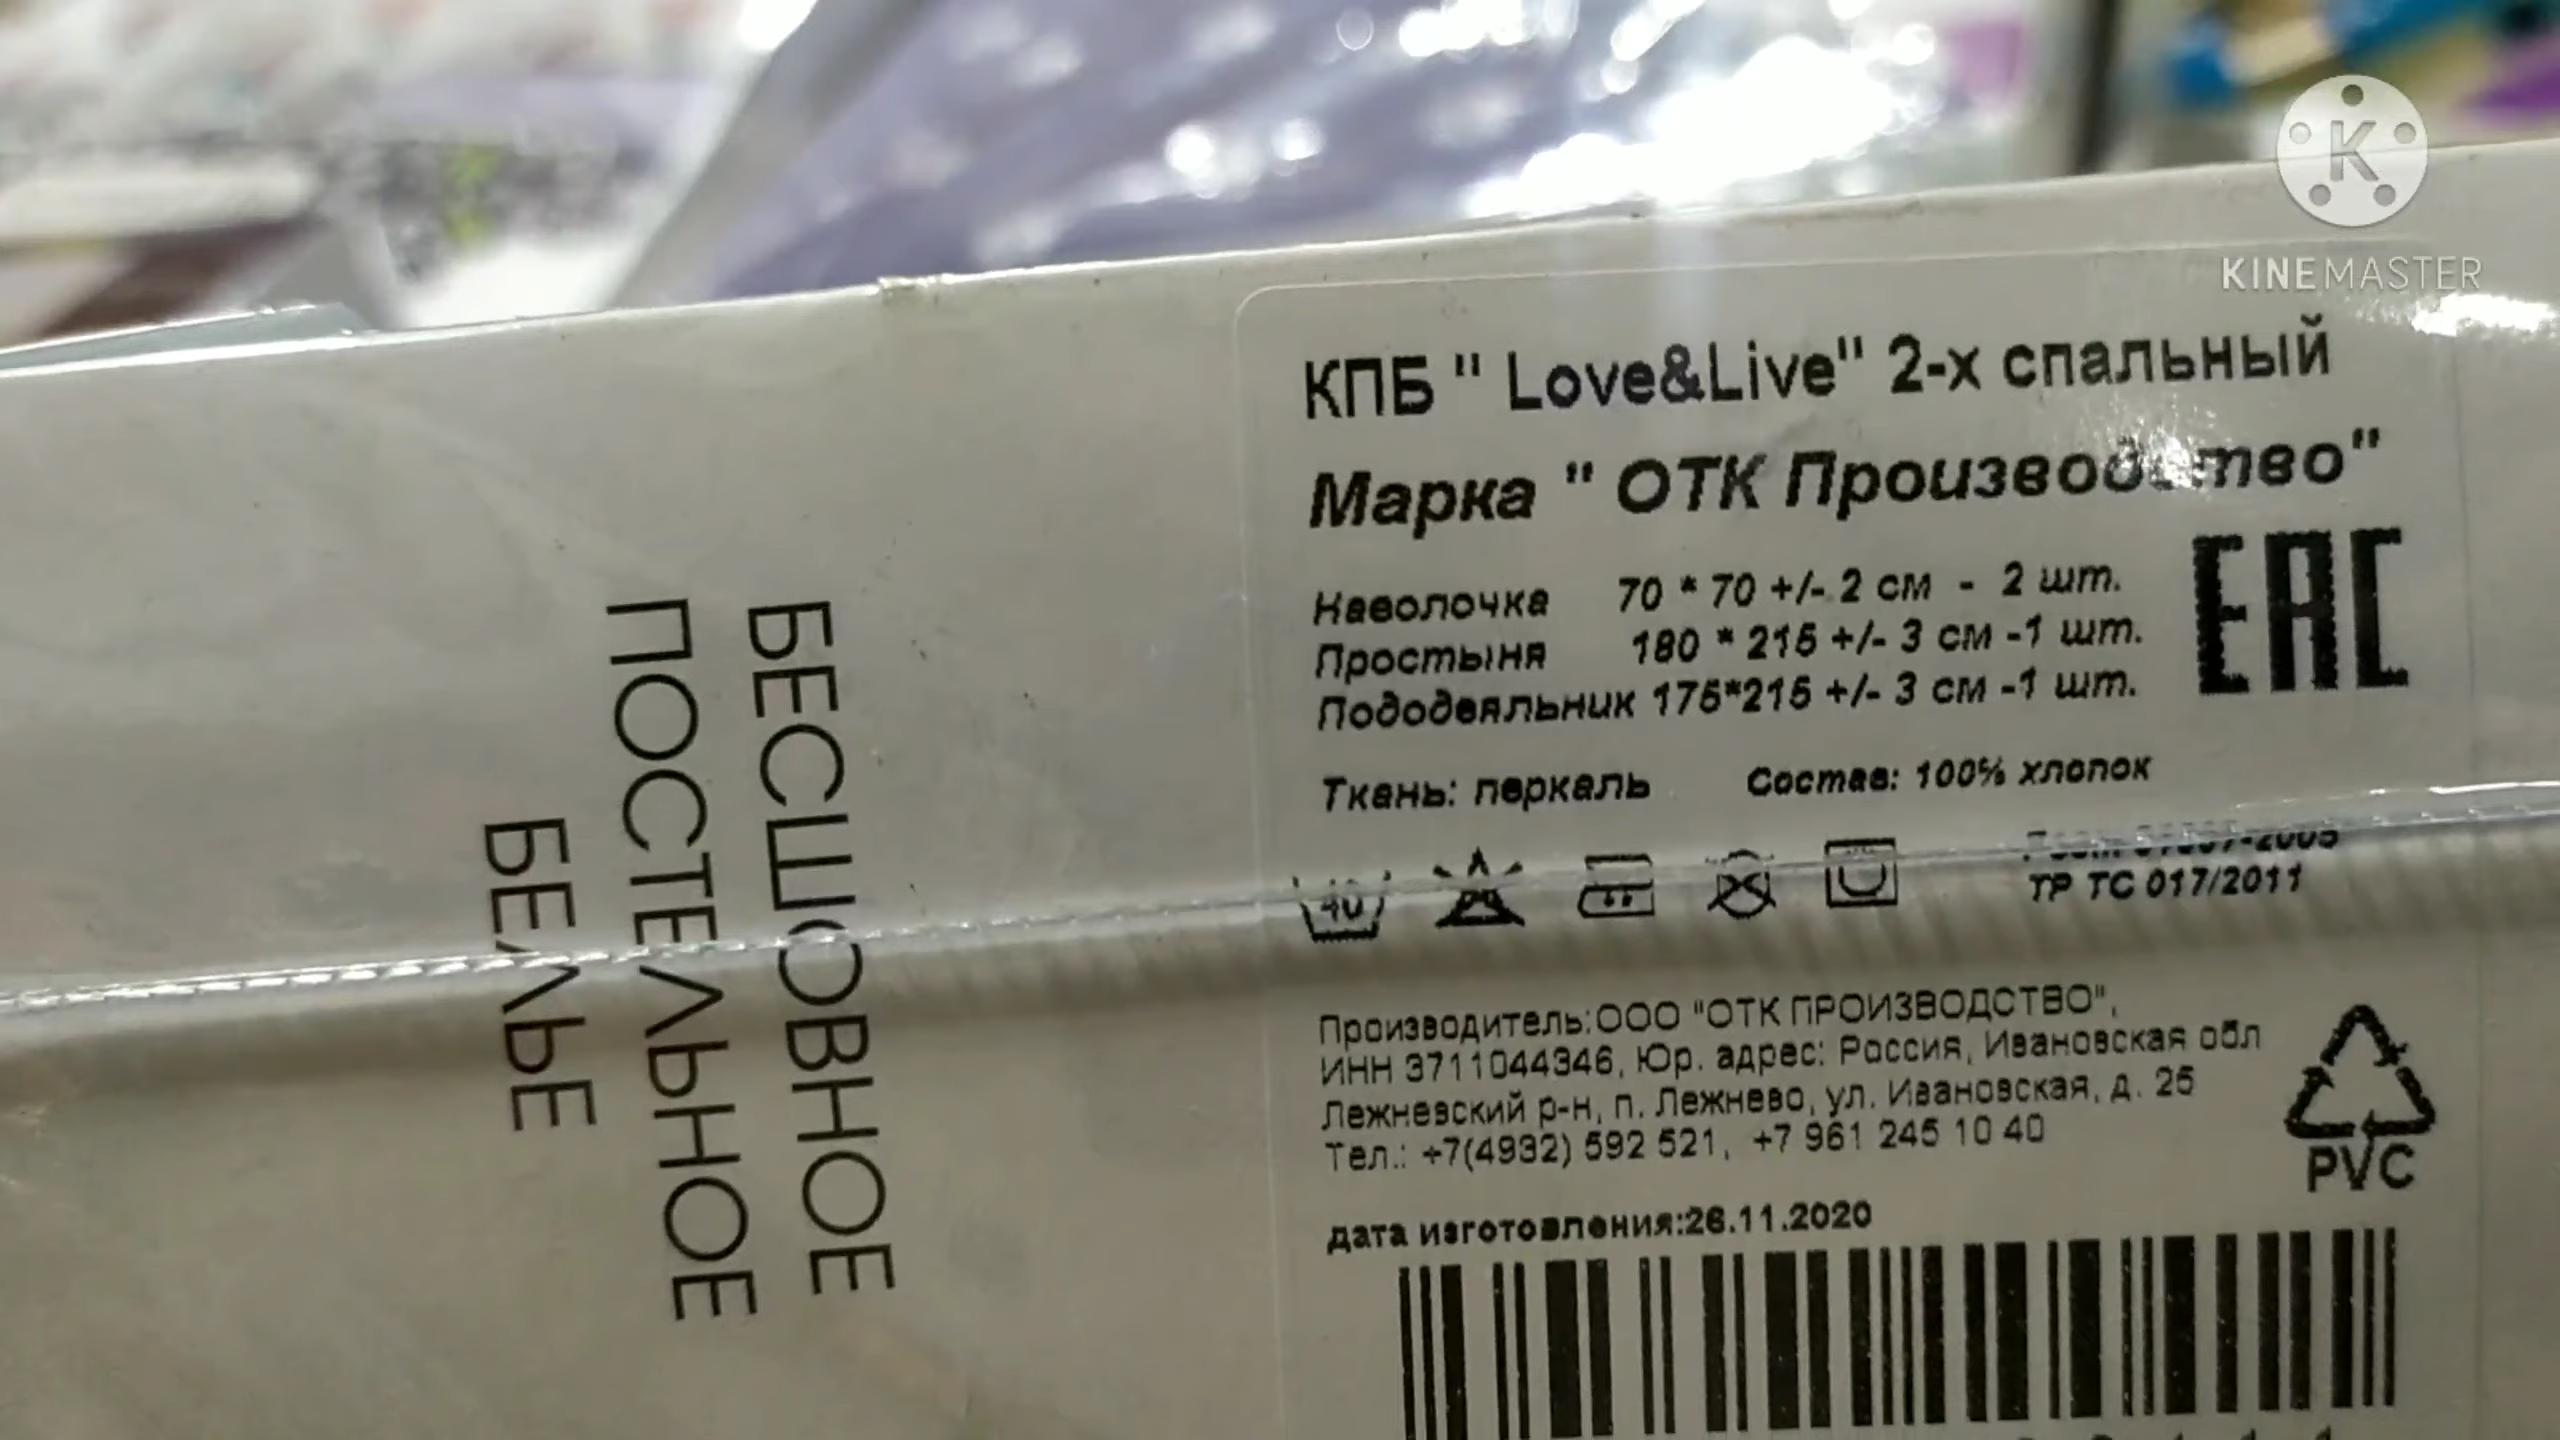 КПБ " Love&Live" 2-х спальный
Марка " ОТК Производство"
Наволочка 70 * 70 +/- 2 см - 2 шт.
Простыня 180 * 215 +/- 3 см -1 шт.
Пододеяльник 175*215 +/- 3 см -1 шт.
EAC
Ткань: перкаль Состав: 100% хлопок
40
ТР ТС 017/2011
Производитель:ООО "ОТК ПРОИЗВОДСТВО",
ИНН 3711044346, Юр. адрес: Россия, Ивановская обл
Лежневский р-н, п. Лежнево, ул. Ивановская, д. 25
Тел.: +7(4932) 592 521, +7 961 245 10 40
PVC
дата изготовления:26.11.2020
БЕСШОВНОЕ
ПОСТЕЛЬНОЕ
БЕЛЬЕ
K
KINEMASTER